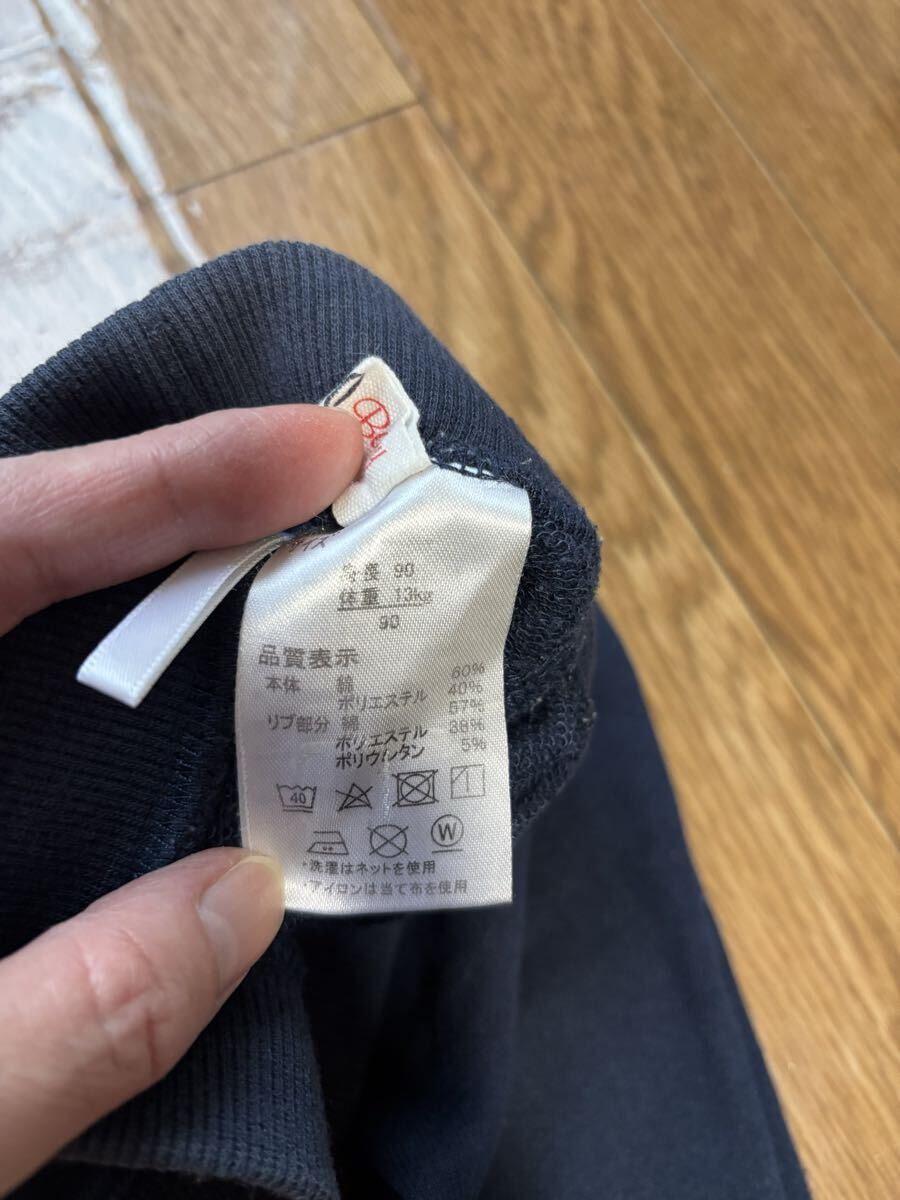 イズ
身長 90
体重 13kg
90
品質表示
本体 綿 60%
ポリエステル 40%
リブ部分 綿 57%
ポリエステル 38%
ポリウレタン 5%
40
W
・洗濯はネットを使用
・アイロンは当て布を使用